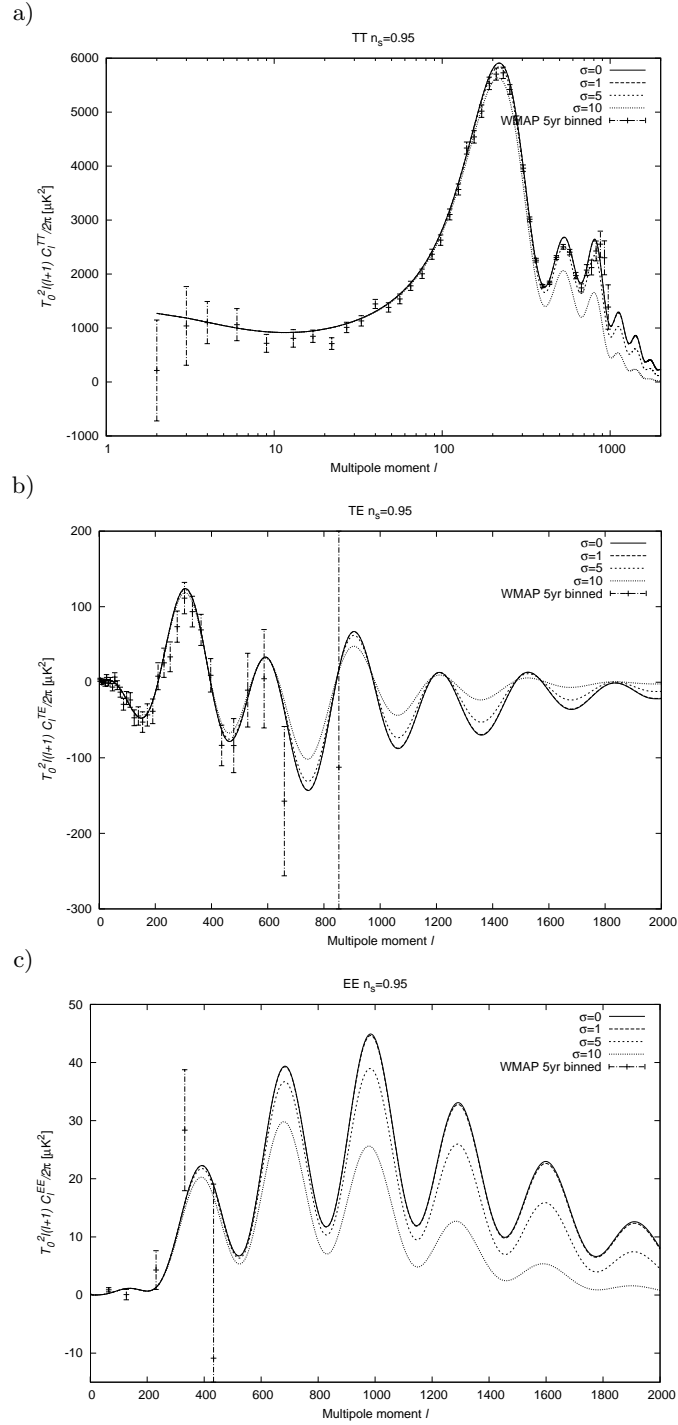 a)
TT n_s=0.95
σ=0
σ=1
σ=5
σ=10
WMAP 5yr binned
6000
5000
4000
3000
2000
1000
0
-1000
T_0^2 l(l+1) C_l^TT/2π [μK^2]
1 10 100 1000
Multipole moment l
b)
TE n_s=0.95
σ=0
σ=1
σ=5
σ=10
WMAP 5yr binned
200
100
0
-100
-200
-300
T_0^2 l(l+1) C_l^TE/2π [μK^2]
0 200 400 600 800 1000 1200 1400 1600 1800 2000
Multipole moment l
c)
EE n_s=0.95
σ=0
σ=1
σ=5
σ=10
WMAP 5yr binned
50
40
30
20
10
0
-10
T_0^2 l(l+1) C_l^EE/2π [μK^2]
0 200 400 600 800 1000 1200 1400 1600 1800 2000
Multipole moment l